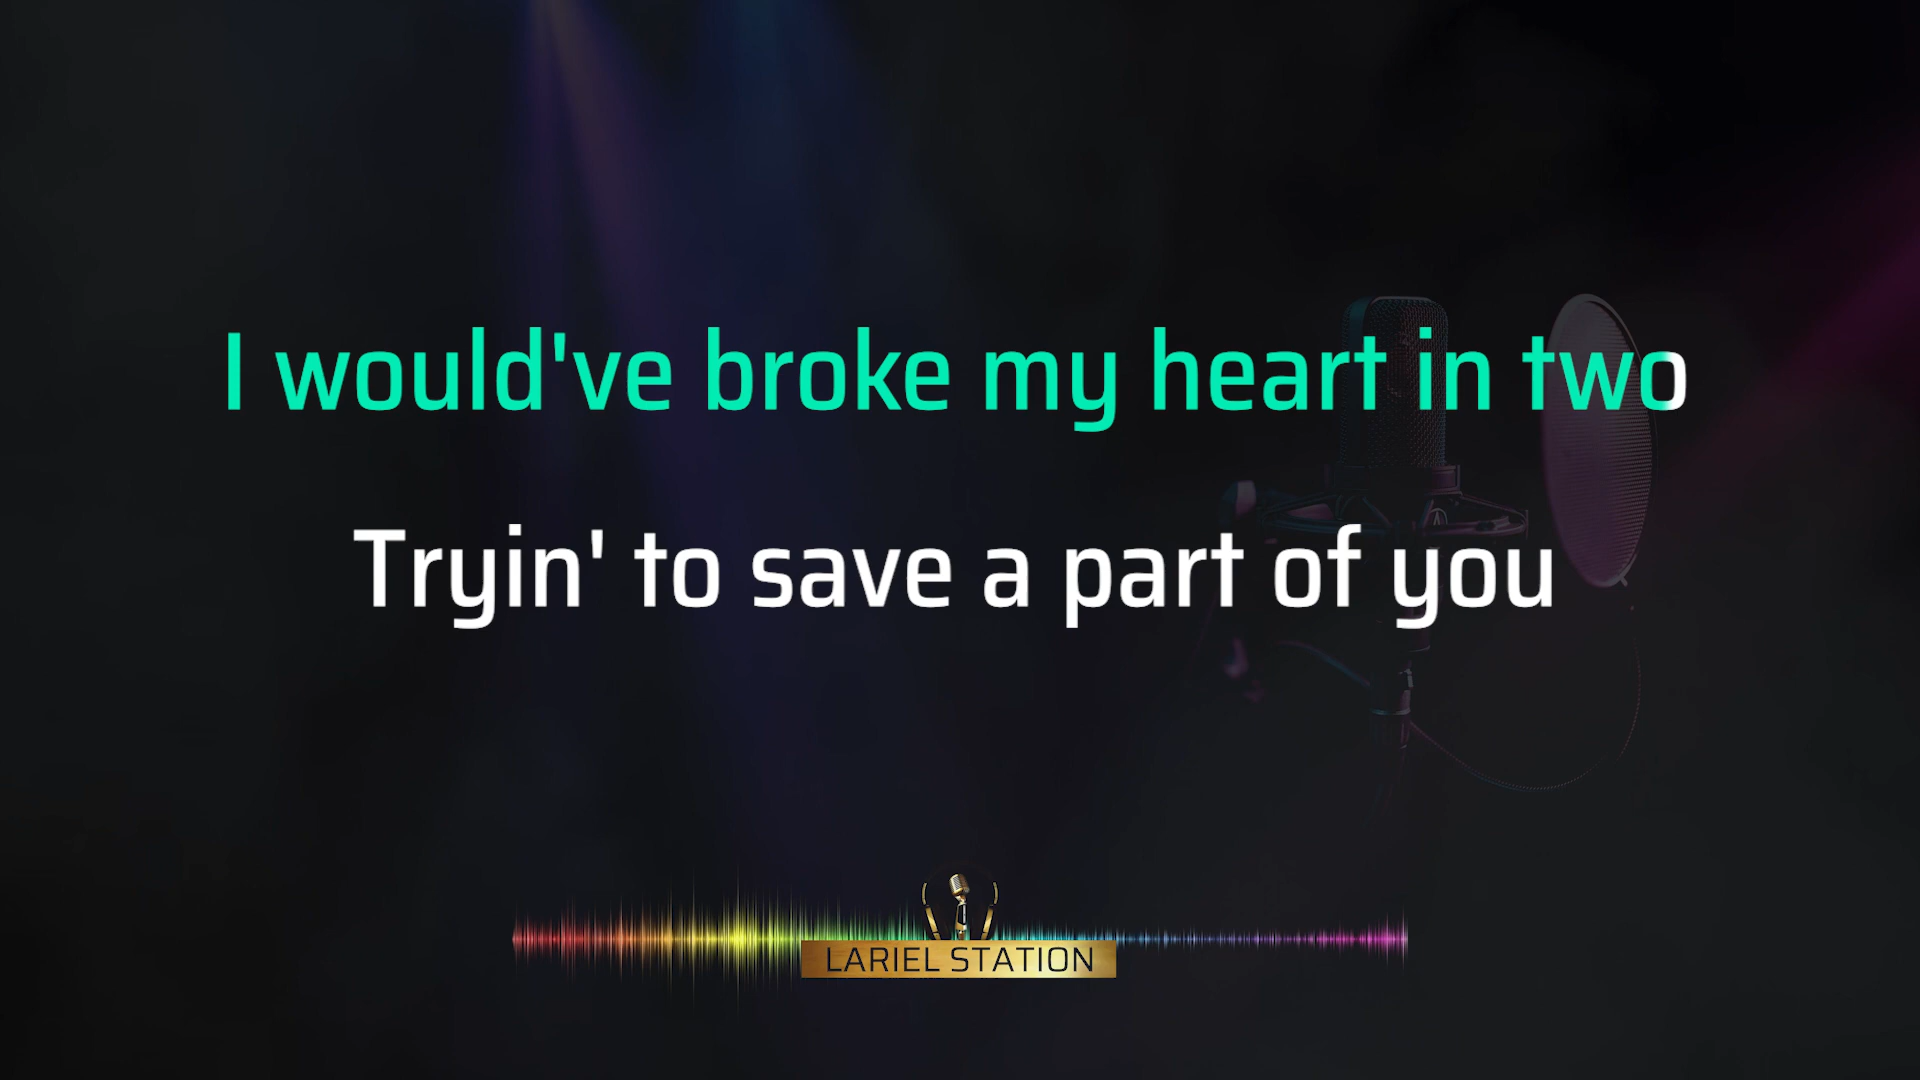 I would've broke my heart in two
Tryin' to save a part of you
LARIEL STATION